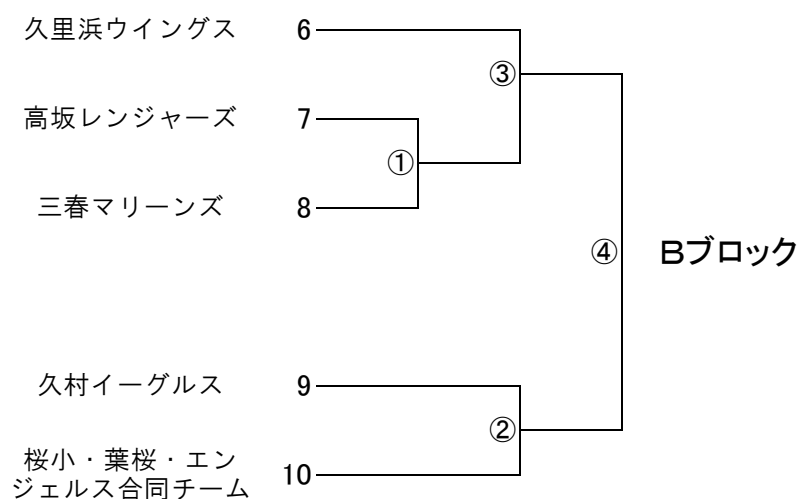 久里浜ウイングス 6
③
高坂レンジャーズ 7
①
三春マリーンズ 8
④ Bブロック
久村イーグルス 9
②
桜小・葉桜・エン
ジェルス合同チーム 10